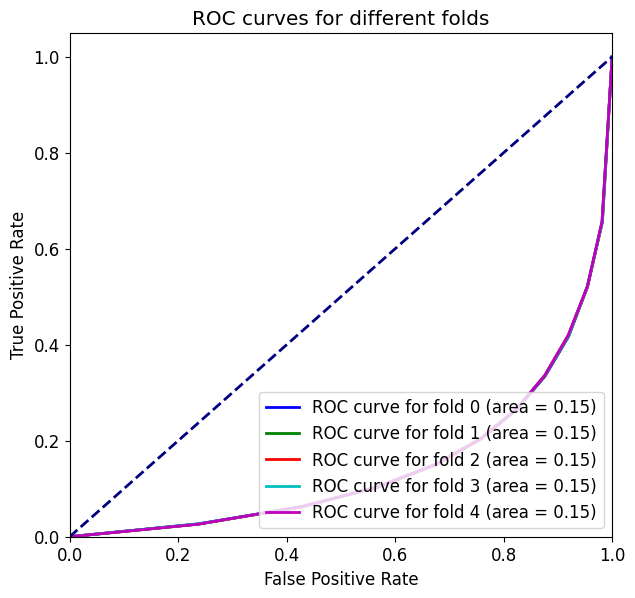 ROC curves for different folds
True Positive Rate
1.0
0.8
0.6
0.4
0.2
0.0
ROC curve for fold 0 (area = 0.15)
ROC curve for fold 1 (area = 0.15)
ROC curve for fold 2 (area = 0.15)
ROC curve for fold 3 (area = 0.15)
ROC curve for fold 4 (area = 0.15)
0.0 0.2 0.4 0.6 0.8 1.0
False Positive Rate